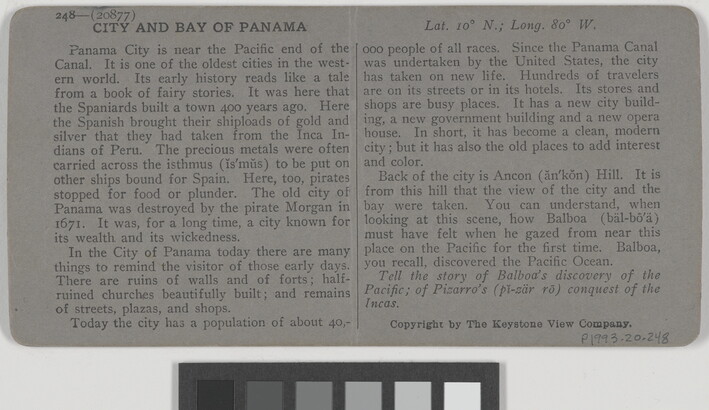 248—(20877)
CITY AND BAY OF PANAMA
Panama City is near the Pacific end of the
Canal. It is one of the oldest cities in the west-
ern world. Its early history reads like a tale
from a book of fairy stories. It was here that
the Spaniards built a town 400 years ago. Here
the Spanish brought their shiploads of gold and
silver that they had taken from the Inca In-
dians of Peru. The precious metals were often
carried across the isthmus (ĭs'mŭs) to be put on
other ships bound for Spain. Here, too, pirates
stopped for food or plunder. The old city of
Panama was destroyed by the pirate Morgan in
1671. It was, for a long time, a city known for
its wealth and its wickedness.
In the City of Panama today there are many
things to remind the visitor of those early days.
There are ruins of walls and of forts; half-
ruined churches beautifully built; and remains
of streets, plazas, and shops.
Today the city has a population of about 40,-
Lat. 10° N.; Long. 80° W.
000 people of all races. Since the Panama Canal
was undertaken by the United States, the city
has taken on new life. Hundreds of travelers
are on its streets or in its hotels. Its stores and
shops are busy places. It has a new city build-
ing, a new government building and a new opera
house. In short, it has become a clean, modern
city; but it has also the old places to add interest
and color.
Back of the city is Ancon (ăn'kŏn) Hill. It is
from this hill that the view of the city and the
bay were taken. You can understand, when
looking at this scene, how Balboa (băl-bō'ä)
must have felt when he gazed from near this
place on the Pacific for the first time. Balboa,
you recall, discovered the Pacific Ocean.
Tell the story of Balboa's discovery of the
Pacific; of Pizarro's (pĭ-zär rō) conquest of the
Incas.
Copyright by The Keystone View Company.
P1993.20.248